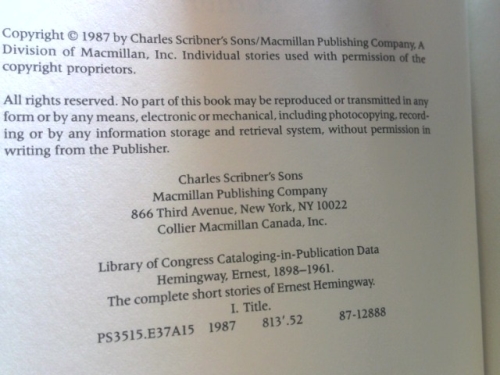 Copyright © 1987 by Charles Scribner's Sons/Macmillan Publishing Company, A
Division of Macmillan, Inc. Individual stories used with permission of the
copyright proprietors.
All rights reserved. No part of this book may be reproduced or transmitted in any
form or by any means, electronic or mechanical, including photocopying, record-
ing or by any information storage and retrieval system, without permission in
writing from the Publisher.
Charles Scribner's Sons
Macmillan Publishing Company
866 Third Avenue, New York, NY 10022
Collier Macmillan Canada, Inc.
Library of Congress Cataloging-in-Publication Data
Hemingway, Ernest, 1898–1961.
The complete short stories of Ernest Hemingway.
I. Title.
PS3515.E37A15 1987 813'.52 87-12888